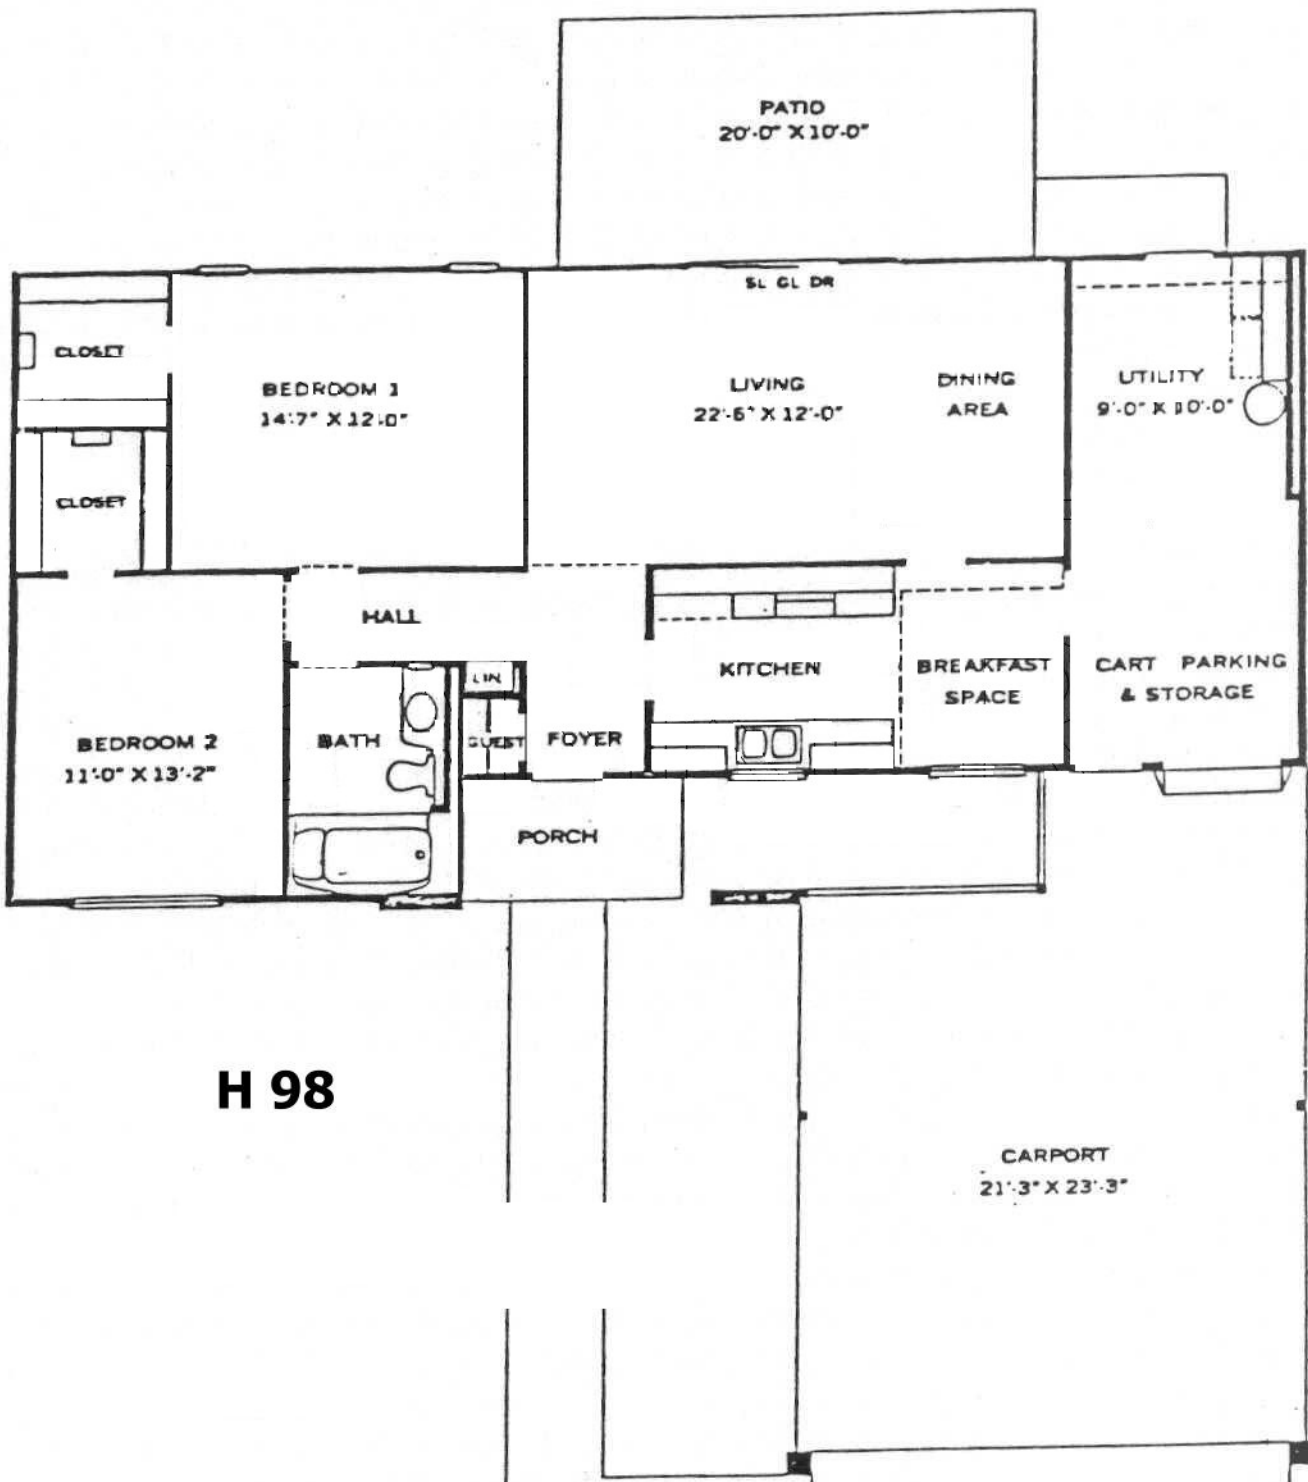 PATIO
20'-0" X 10'-0"
SL GL DR
CLOSET
BEDROOM 1
14'-7" X 12'-0"
LIVING
22'-6" X 12'-0"
DINING
AREA
UTILITY
9'-0" X 10'-0"
CLOSET
HALL
LIN
KITCHEN
BREAKFAST
SPACE
CART PARKING
& STORAGE
BEDROOM 2
11'-0" X 13'-2"
BATH
GUEST
FOYER
PORCH
H 98
CARPORT
21'-3" X 23'-3"